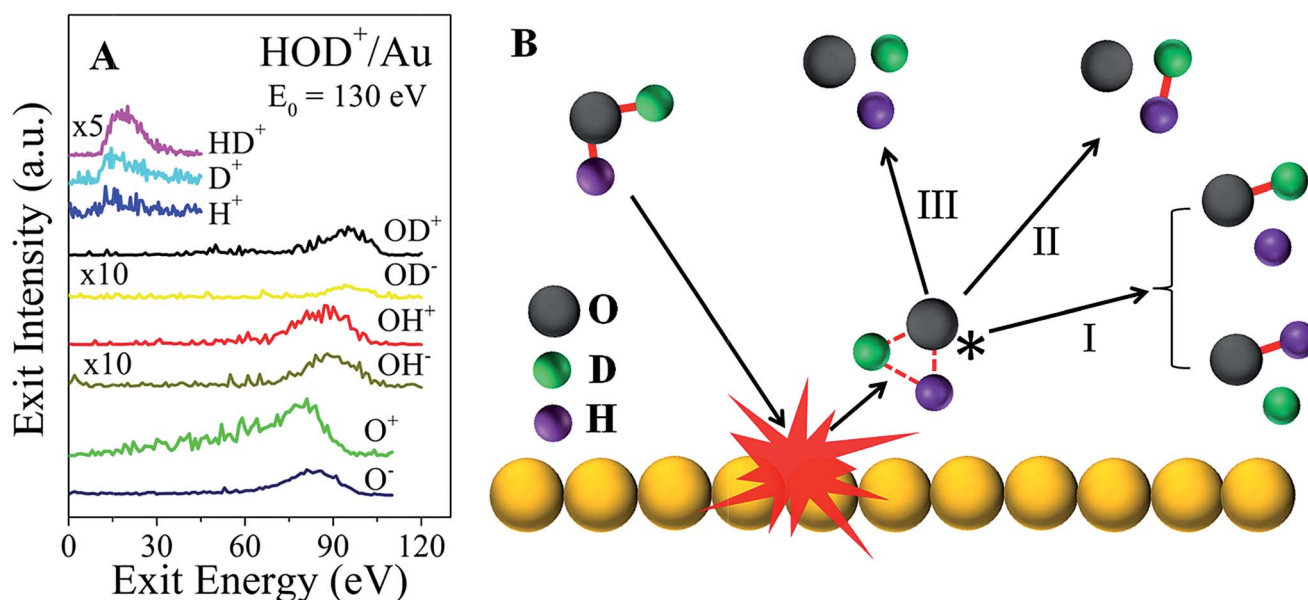 A
HOD⁺/Au
E₀ = 130 eV
x5
HD⁺
D⁺
H⁺
OD⁺
x10
OD⁻
OH⁺
x10
OH⁻
O⁺
O⁻
0 30 60 90 120
Exit Energy (eV)
Exit Intensity (a.u.)
B
III
II
I
*
O
D
H